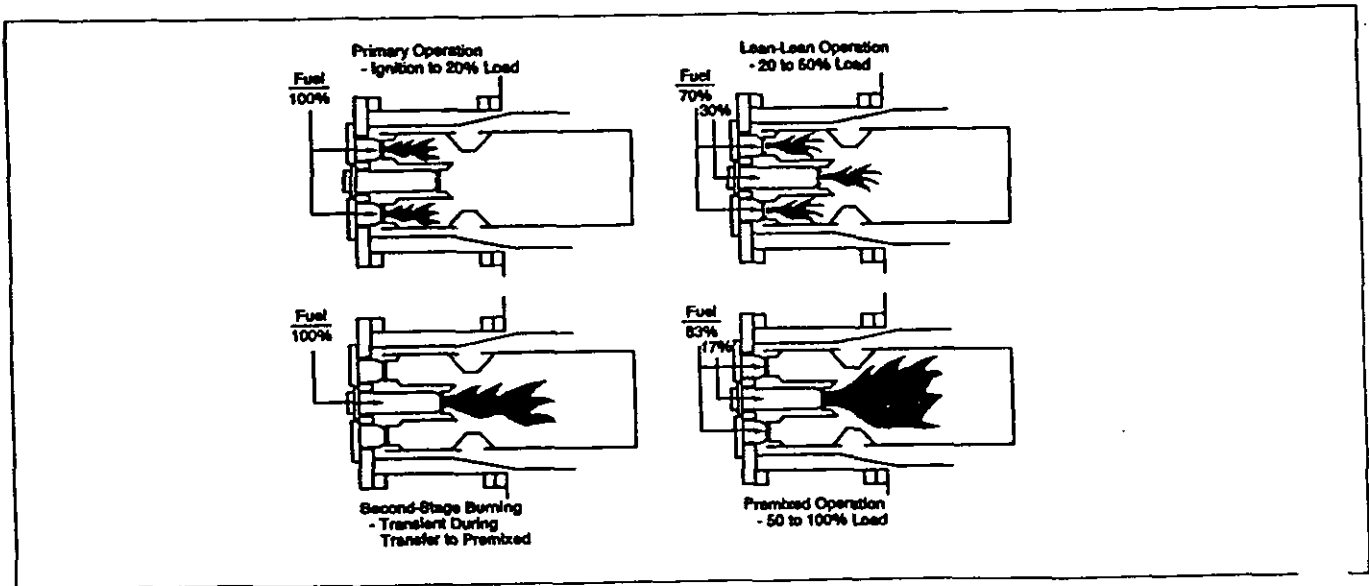 Primary Operation
- Ignition to 20% Load
Fuel
100%
Lean-Lean Operation
- 20 to 50% Load
Fuel
70%
30%
Fuel
100%
Second-Stage Burning
- Transient During
Transfer to Premixed
Fuel
83%
17%
Premixed Operation
- 50 to 100% Load